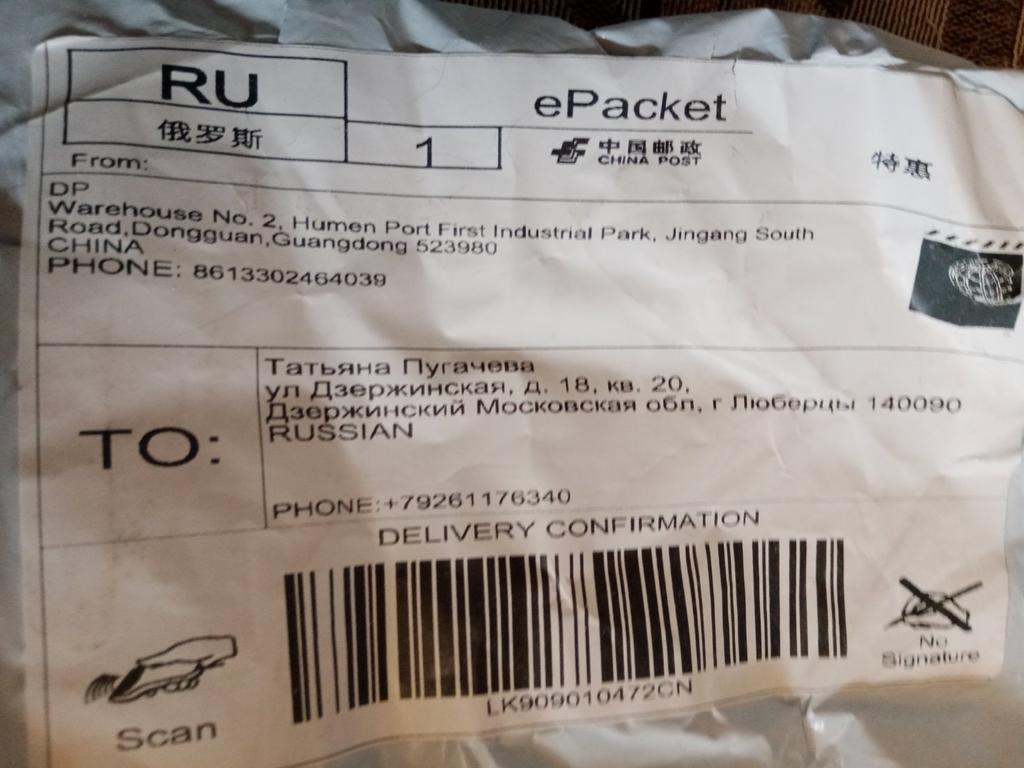 RU
ePacket
俄罗斯
1
中国邮政
CHINA POST
特惠
From:
DP
Warehouse No. 2, Humen Port First Industrial Park, Jingang South
Road,Dongguan,Guangdong 523980
CHINA
PHONE: 8613302464039
TO:
Татьяна Пугачева
ул Дзержинская, д. 18, кв. 20,
Дзержинский Московская обл, г Люберцы 140090
RUSSIAN
PHONE:+79261176340
DELIVERY CONFIRMATION
LK909010472CN
Scan
No
Signature